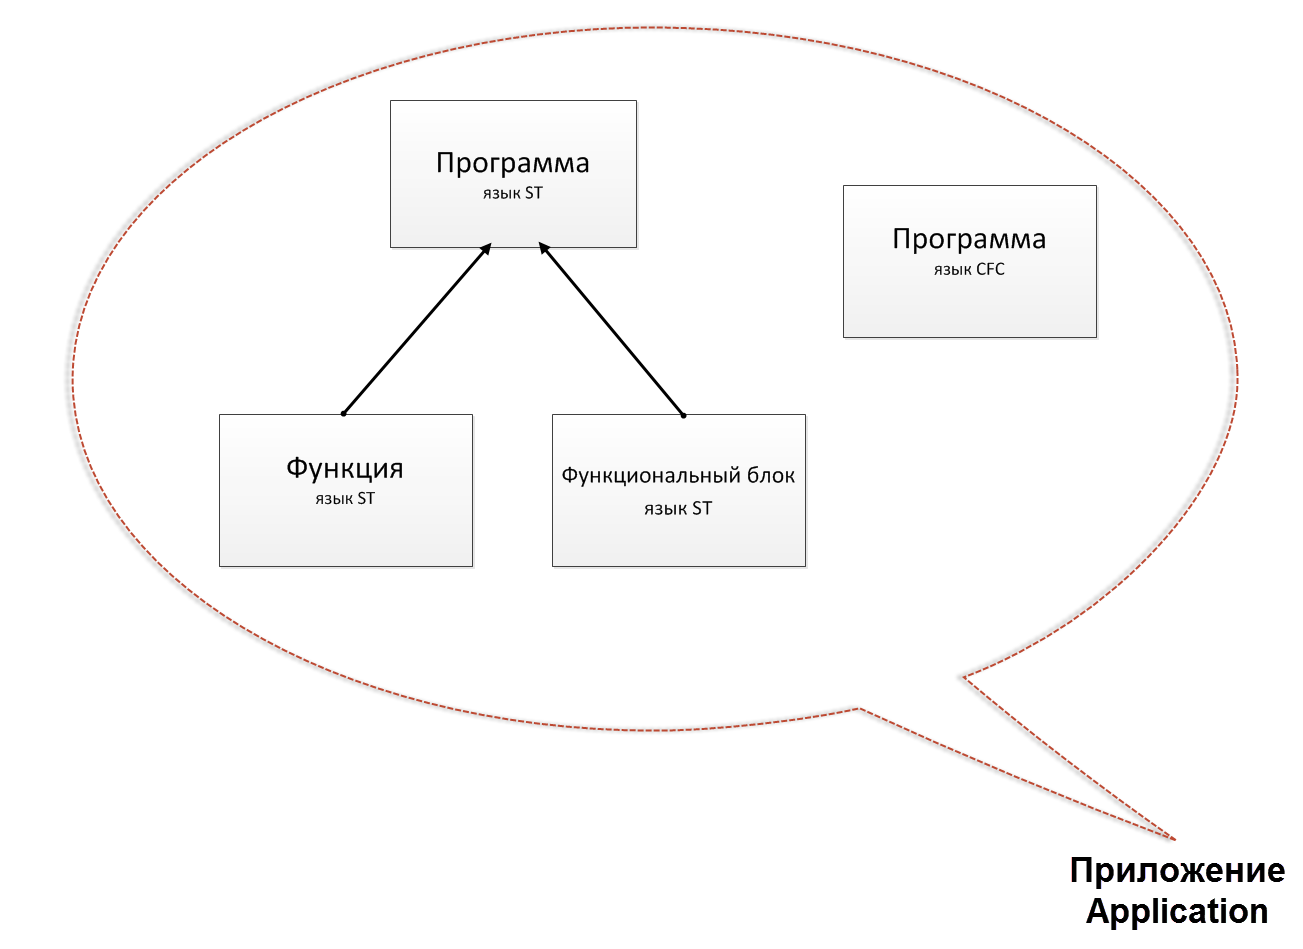 Программа
язык ST
Программа
язык CFC
Функция
язык ST
Функциональный блок
язык ST
Приложение
Application